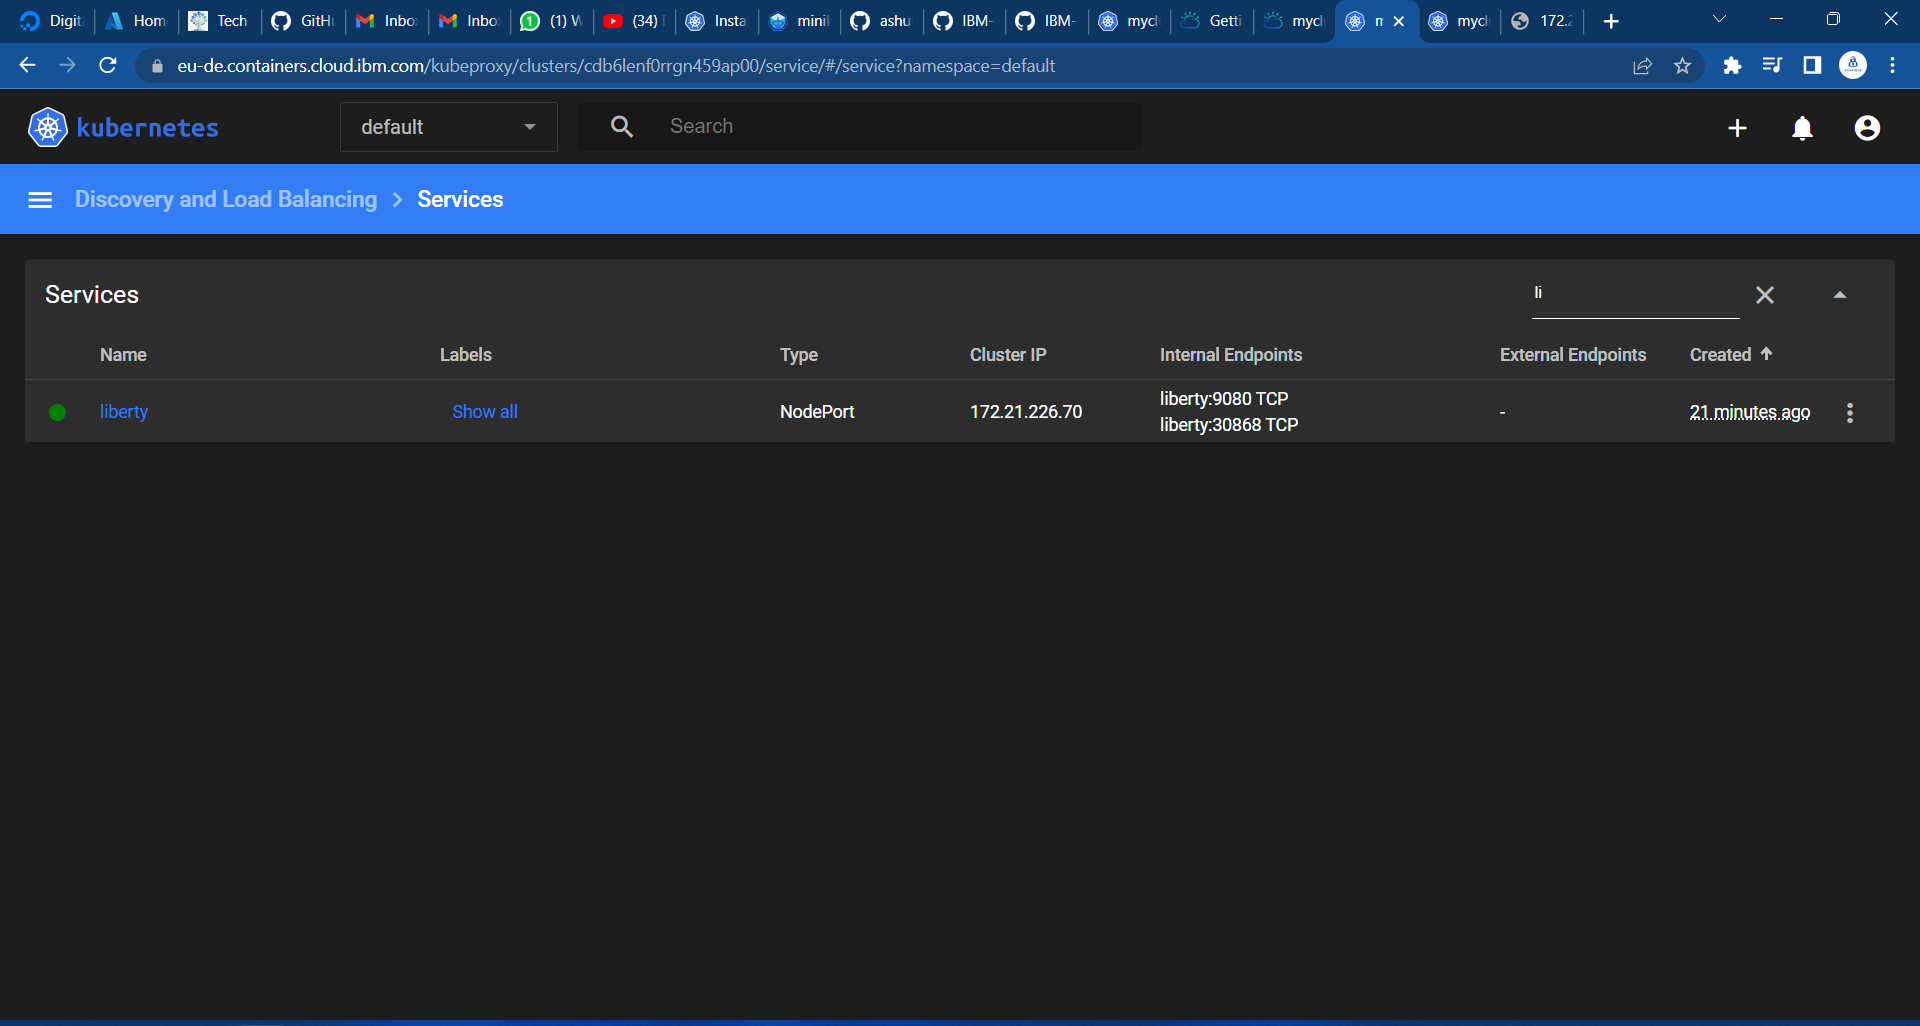 Digit Hom Tech GitHu Inbo Inbo (1) W (34) Insta mini ashu IBM- IBM- mycl Getti mycl mycl 172.2
eu-de.containers.cloud.ibm.com/kubeproxy/clusters/cdb6lenf0rrgn459ap00/service/#/service?namespace=default
kubernetes default Search
Discovery and Load Balancing > Services
Services li
Name Labels Type Cluster IP Internal Endpoints External Endpoints Created
liberty Show all NodePort 172.21.226.70 liberty:9080 TCP - 21 minutes ago
liberty:30868 TCP